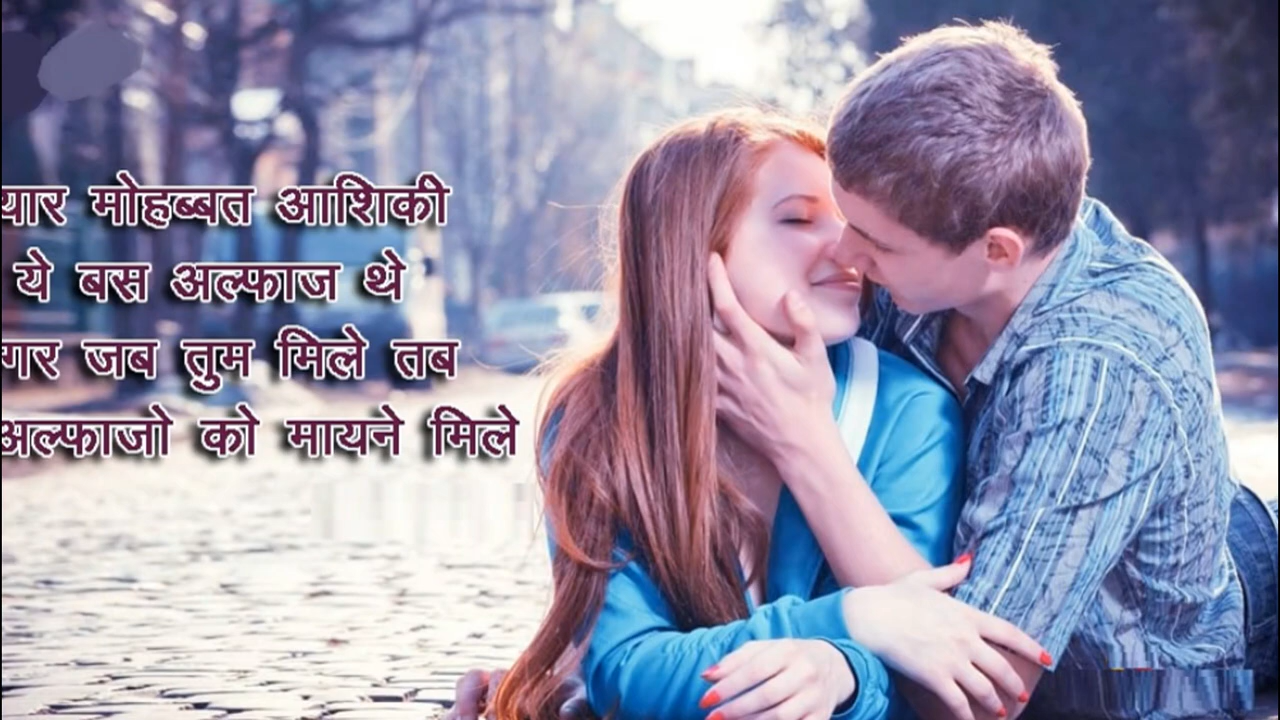 यार मोहब्बत आशिकी
ये बस अल्फाज थे
गर जब तुम मिले तब
अल्फाजो को मायने मिले